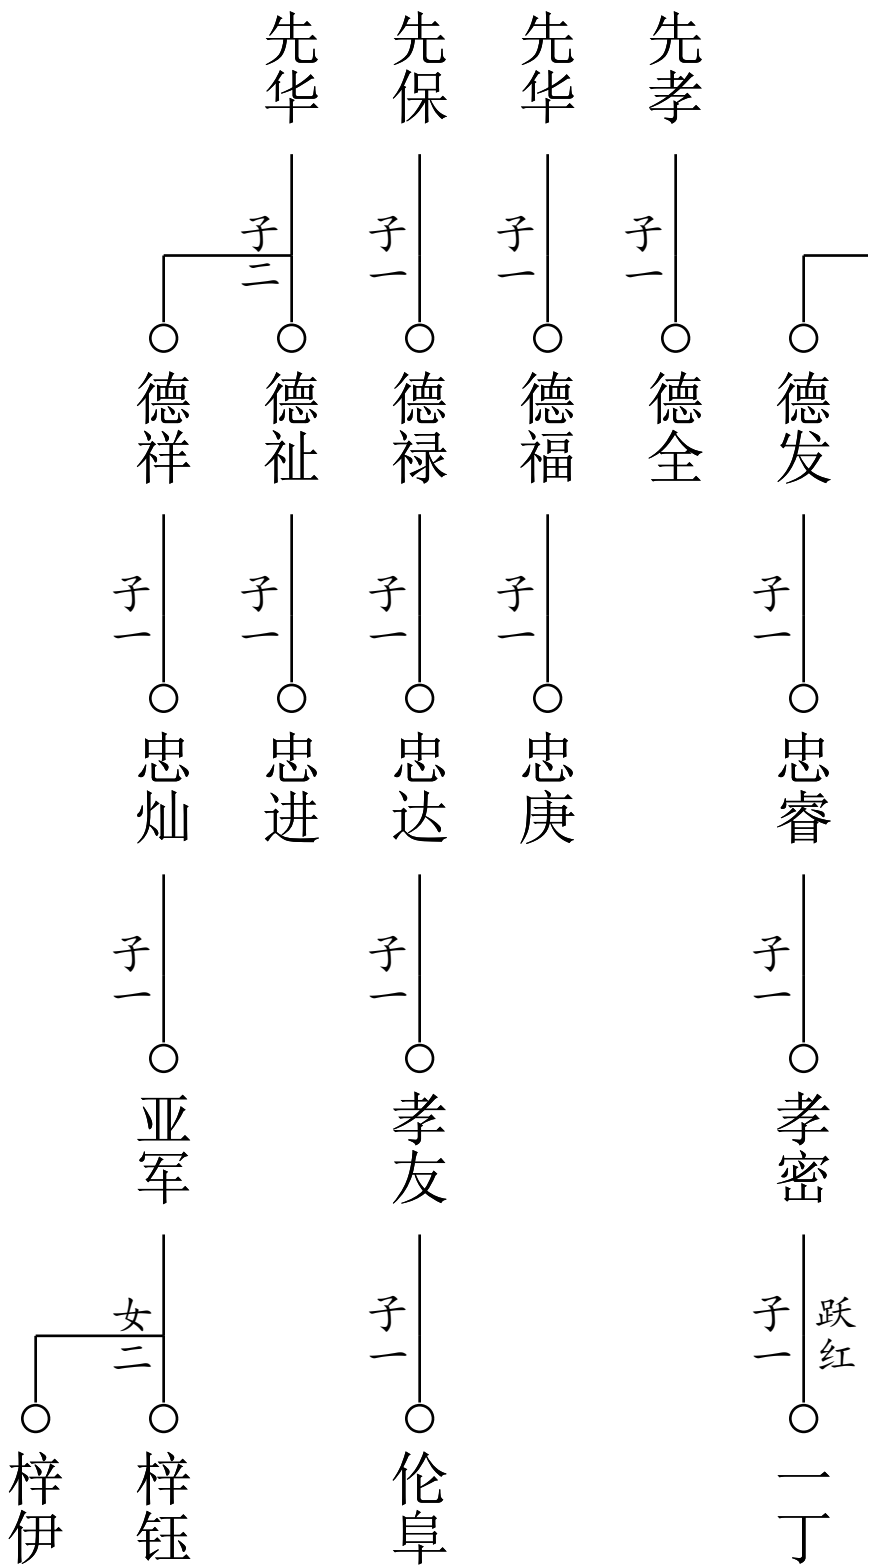 先孝
先华
先保
先华
子一
子一
子一
子二
德发
德全
德福
德禄
德祉
德祥
子一
子一
子一
子一
子一
忠睿
忠庚
忠达
忠进
忠灿
子一
子一
子一
孝密
孝友
亚军
跃红
子一
子一
女二
一丁
伦阜
梓钰
梓伊